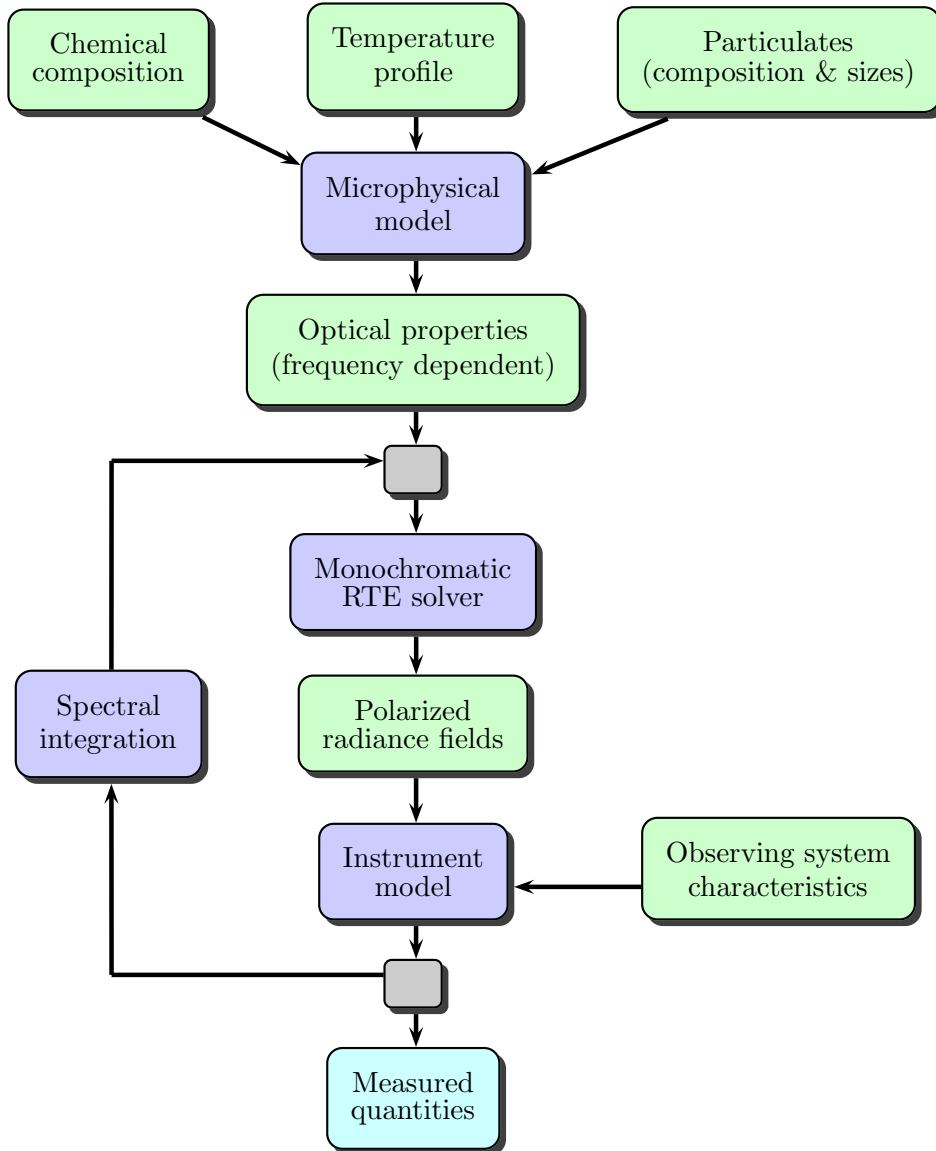 Chemical
composition
Temperature
profile
Particulates
(composition & sizes)
Microphysical
model
Optical properties
(frequency dependent)
Monochromatic
RTE solver
Spectral
integration
Polarized
radiance fields
Instrument
model
Observing system
characteristics
Measured
quantities